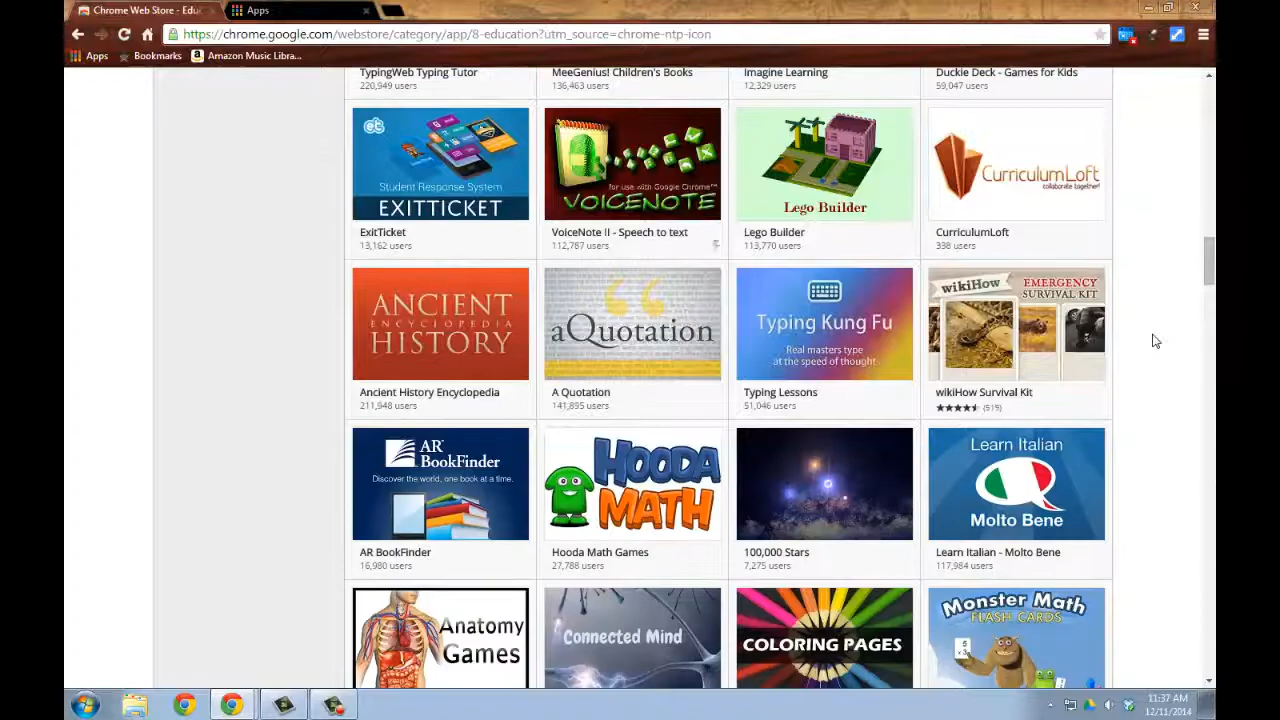 Chrome Web Store - Edu
Apps
https://chrome.google.com/webstore/category/app/8-education?utm_source=chrome-ntp-icon
Apps Bookmarks Amazon Music Libra...
TypingWeb Typing Tutor MeeGenius! Children's Books Imagine Learning Duckie Deck - Games for Kids
220,949 users 136,463 users 12,329 users 59,047 users
Student Response System
EXITTICKET
ExitTicket
13,162 users
for use with Google Chrome™
VOICENOTE
VoiceNote II - Speech to text
112,787 users
Lego Builder
Lego Builder
113,770 users
CurriculumLoft
collaborate together!
CurriculumLoft
338 users
ANCIENT
ENCYCLOPEDIA
HISTORY
Ancient History Encyclopedia
211,948 users
aQuotation
A Quotation
141,895 users
Typing Kung Fu
Real masters type
at the speed of thought
Typing Lessons
51,046 users
wikiHow EMERGENCY
SURVIVAL KIT
wikiHow Survival Kit
(519)
AR
BookFinder
Discover the world, one book at a time.
AR BookFinder
16,980 users
HOODA
MATH
Hooda Math Games
27,788 users
100,000 Stars
7,275 users
Learn Italian
Molto Bene
Learn Italian - Molto Bene
117,984 users
Anatomy
Games
Connected Mind
COLORING PAGES
Monster Math
FLASH CARDS
11:37 AM
12/11/2014